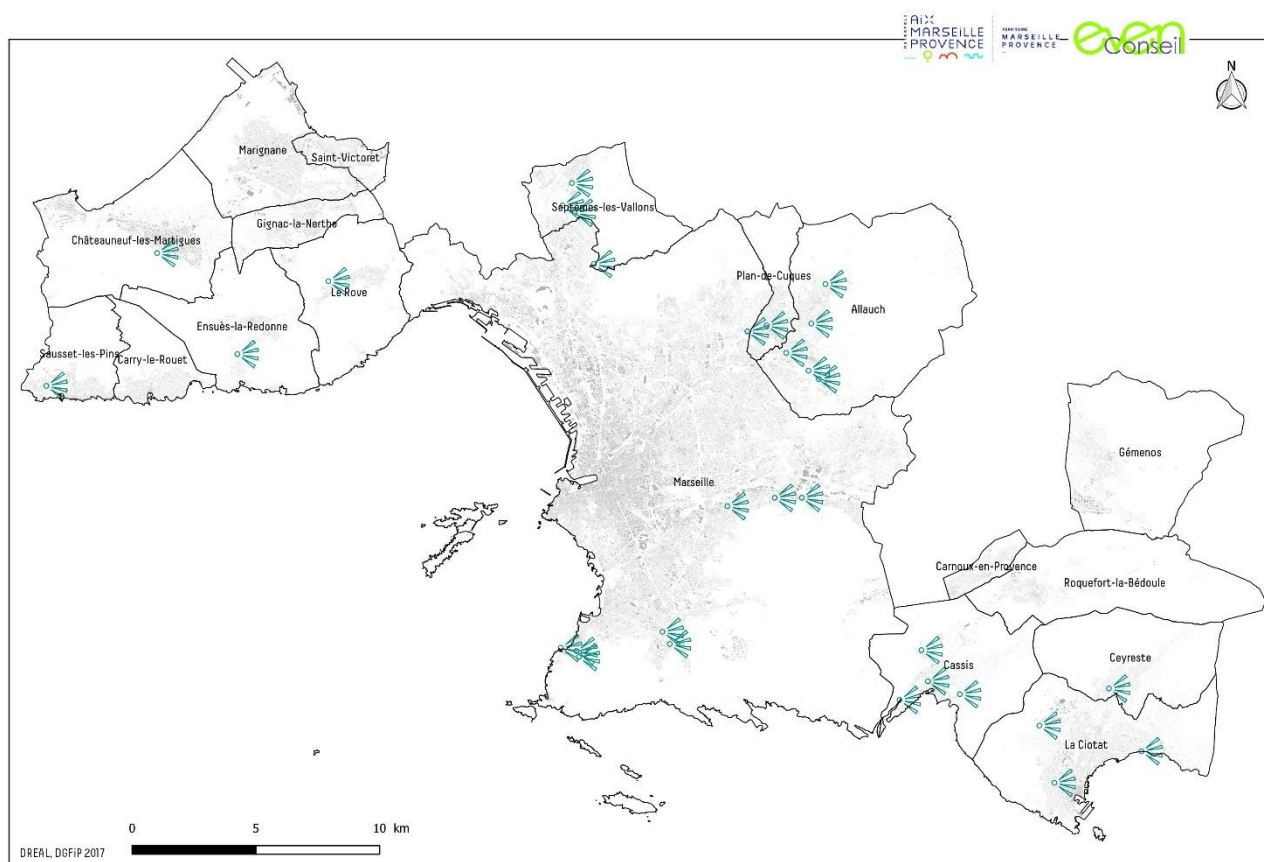 AiX
MARSEILLE
PROVENCE
TERRITOIRE
MARSEILLE
PROVENCE
even
Conseil
N
Marignane
Saint-Victoret
Gignac-la-Nerthe
Châteauneuf-les-Martigues
Septèmes-les-Vallons
Le Rove
Plan-de-Cuques
Allauch
Ensuès-la-Redonne
Sausset-les-Pins
Carry-le-Rouet
Gémenos
Marseille
Carnoux-en-Provence
Roquefort-la-Bédoule
Cassis
Ceyreste
La Ciotat
0 5 10 km
DREAL, DGFiP 2017